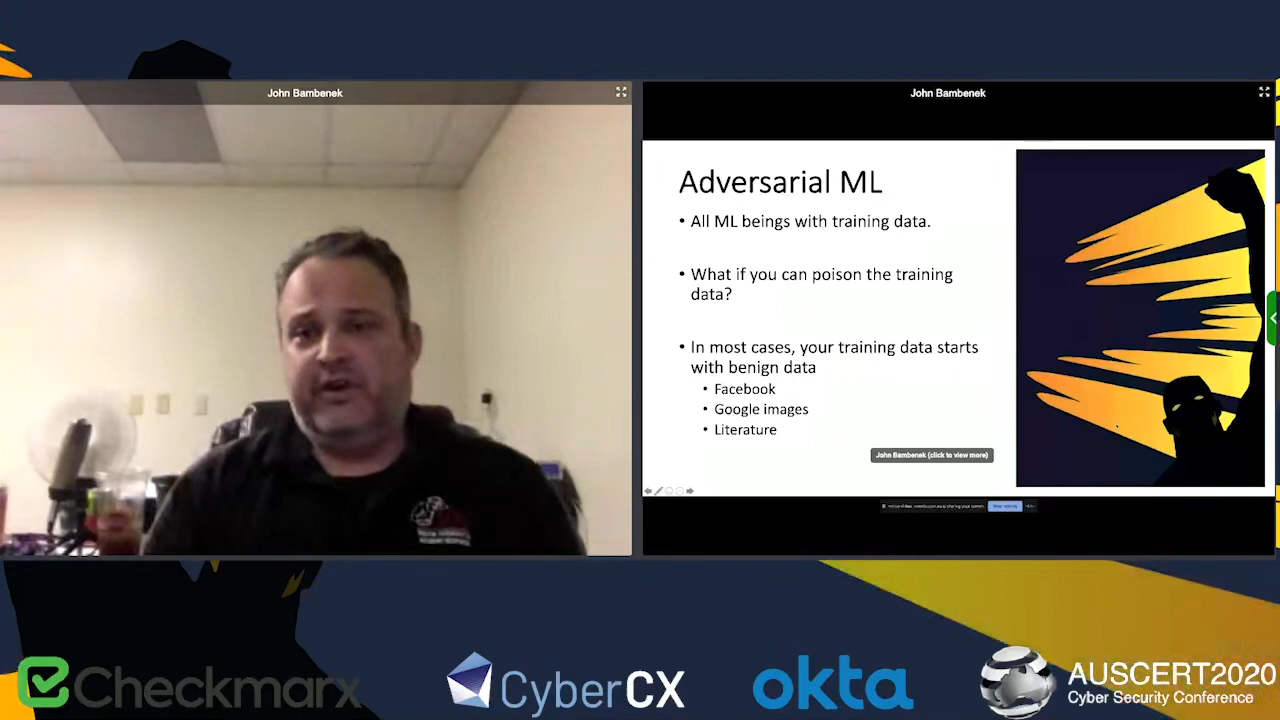 John Bambenek
John Bambenek
Adversarial ML
• All ML beings with training data.
• What if you can poison the training
data?
• In most cases, your training data starts
with benign data
• Facebook
• Google images
• Literature
John Bambenek (click to view more)
Checkmarx
CyberCX
okta
AUSCERT2020
Cyber Security Conference